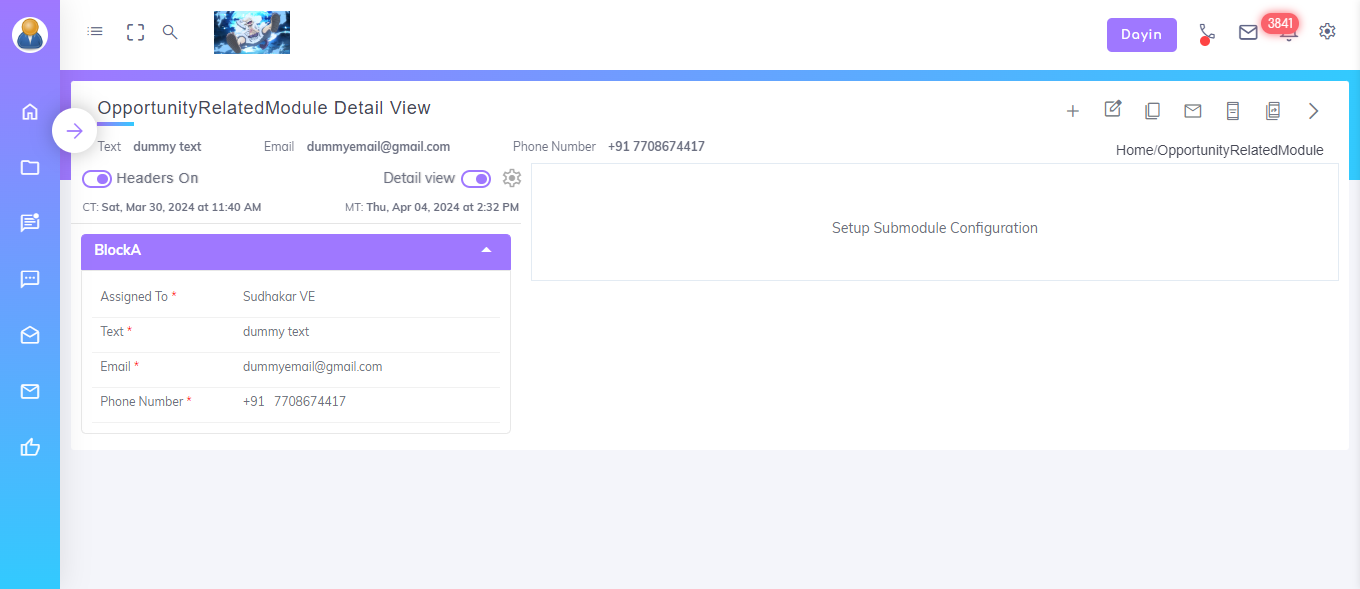 Dayin
3841
OpportunityRelatedModule Detail View
Text dummy text Email dummyemail@gmail.com Phone Number +91 7708674417
Home/OpportunityRelatedModule
Headers On Detail view
CT: Sat, Mar 30, 2024 at 11:40 AM MT: Thu, Apr 04, 2024 at 2:32 PM
Setup Submodule Configuration
BlockA
Assigned To * Sudhakar VE
Text * dummy text
Email * dummyemail@gmail.com
Phone Number * +91 7708674417